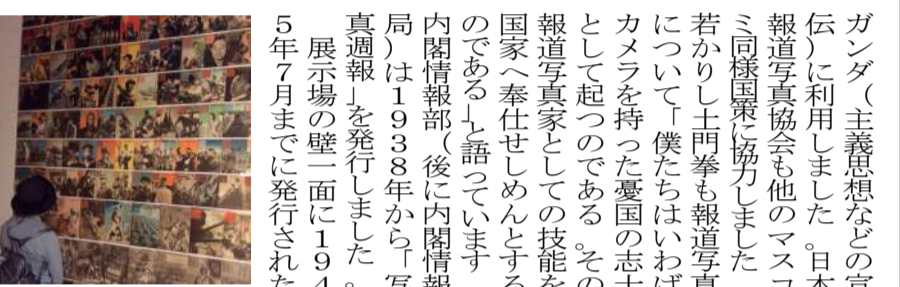 ガンダ（主義思想などの宣
伝）に利用しました。日本
報道写真協会も他のマスコ
ミ同様国策に協力しました
若かりし土門拳も報道写真
について「僕たちはいわば
カメラを持った憂国の志士
として起つのである。その
報道写真家としての技能を
国家へ奉仕せしめんとする
のである」と語っています
内閣情報部（後に内閣情報
局）は１９３８年から「写
真週報」を発行しました。
展示場の壁一面に１９４
５年７月までに発行された